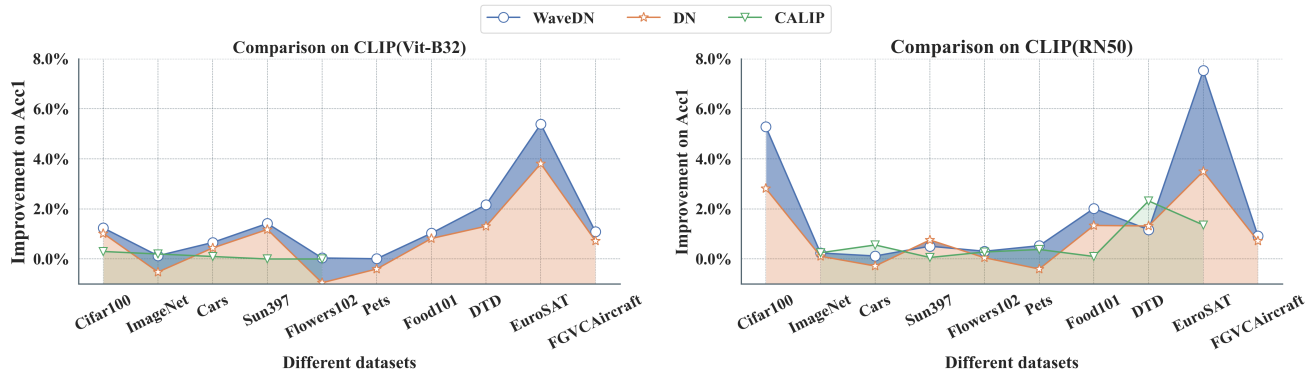 WaveDN DN CALIP
Comparison on CLIP(Vit-B32)
Improvement on Acc1
8.0%
6.0%
4.0%
2.0%
0.0%
Cifar100 ImageNet Cars Sun397 Flowers102 Pets Food101 DTD EuroSAT FGVCAircraft
Different datasets
Comparison on CLIP(RN50)
Improvement on Acc1
8.0%
6.0%
4.0%
2.0%
0.0%
Cifar100 ImageNet Cars Sun397 Flowers102 Pets Food101 DTD EuroSAT FGVCAircraft
Different datasets